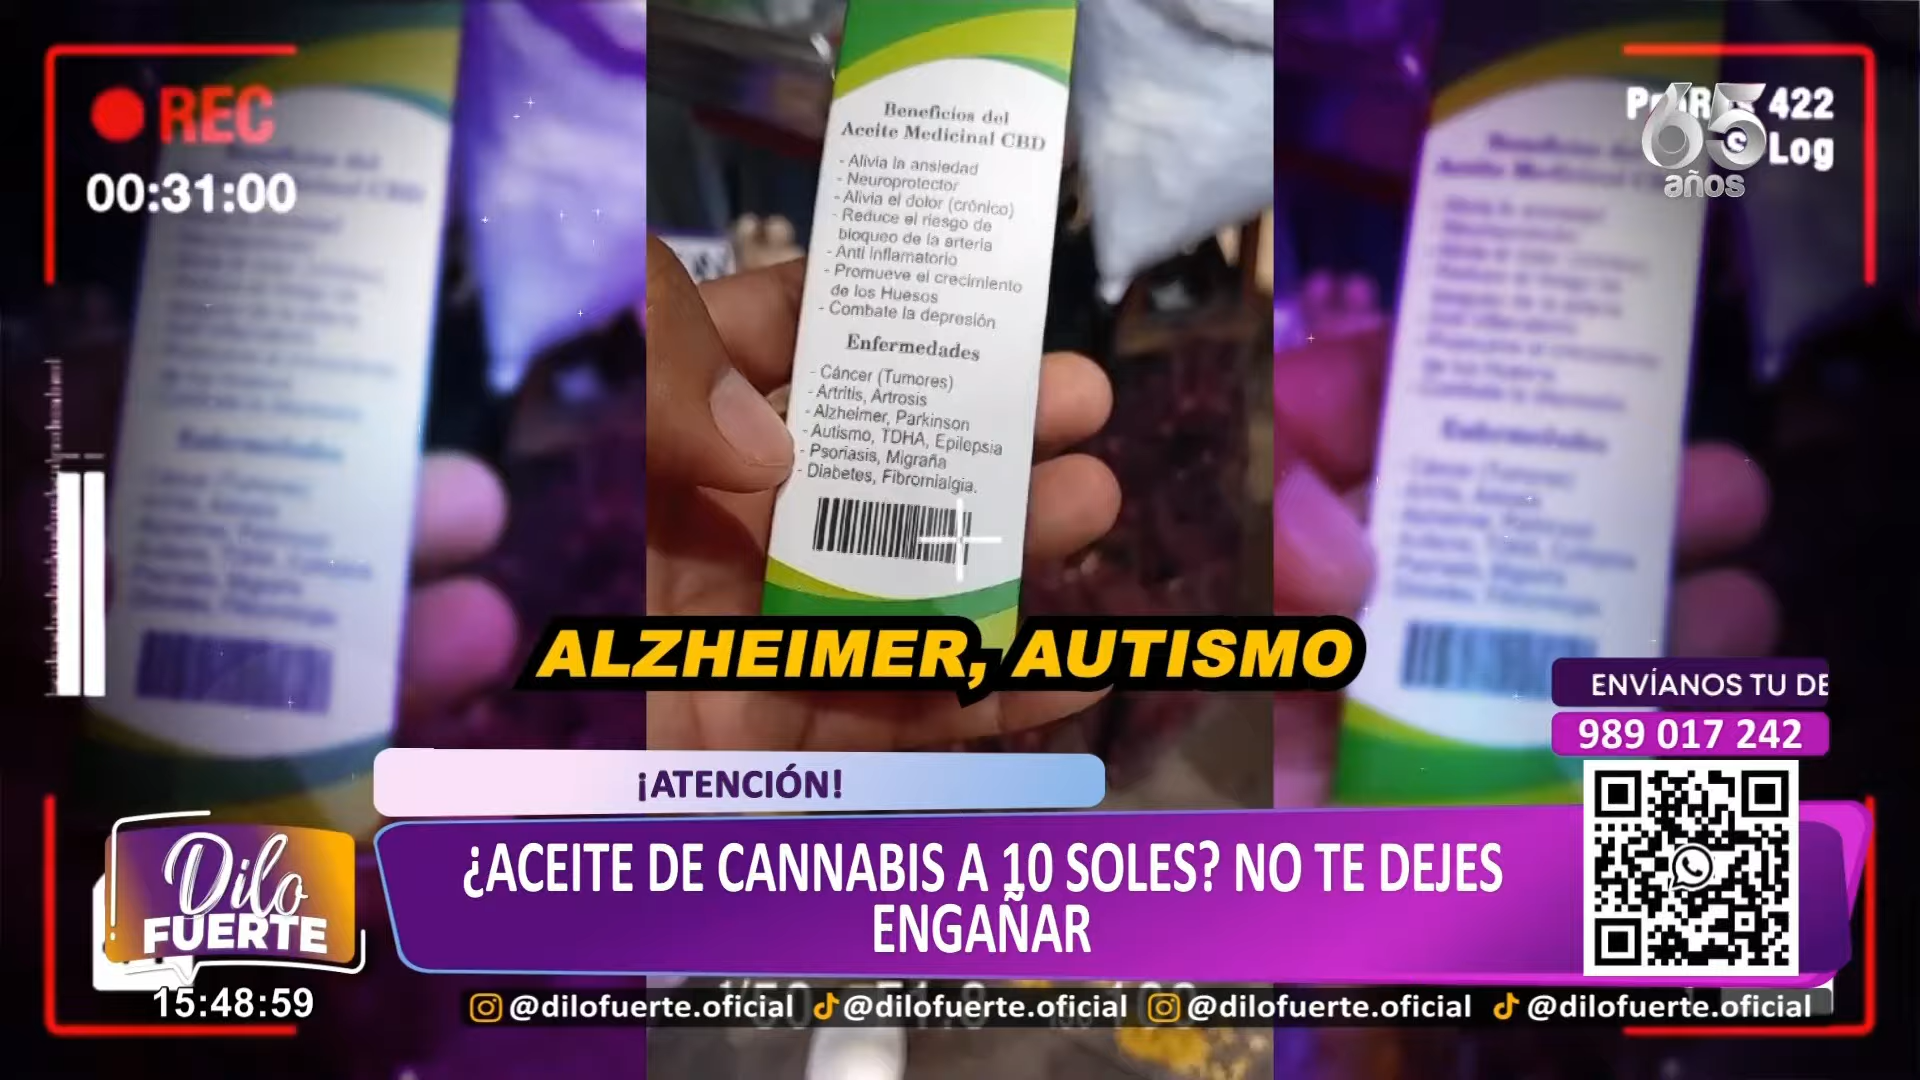 REC
00:31:00
422
Log
65
años
Beneficios del
Aceite Medicinal CBD
- Alivia la ansiedad
- Neuroprotector
- Alivia el dolor (crónico)
- Reduce el riesgo de
bloqueo de la arteria
- Anti inflamatorio
- Promueve el crecimiento
de los Huesos
- Combate la depresión
Enfermedades
- Cáncer (Tumores)
- Artritis, Artrosis
- Alzheimer, Parkinson
- Autismo, TDHA, Epilepsia
- Psoriasis, Migraña
- Diabetes, Fibromialgia.
ALZHEIMER, AUTISMO
ENVÍANOS TU DE
989 017 242
¡ATENCIÓN!
¿ACEITE DE CANNABIS A 10 SOLES? NO TE DEJES
ENGAÑAR
Dilo
FUERTE
15:48:59
@dilofuerte.oficial @dilofuerte.oficial @dilofuerte.oficial @dilofuerte.oficial